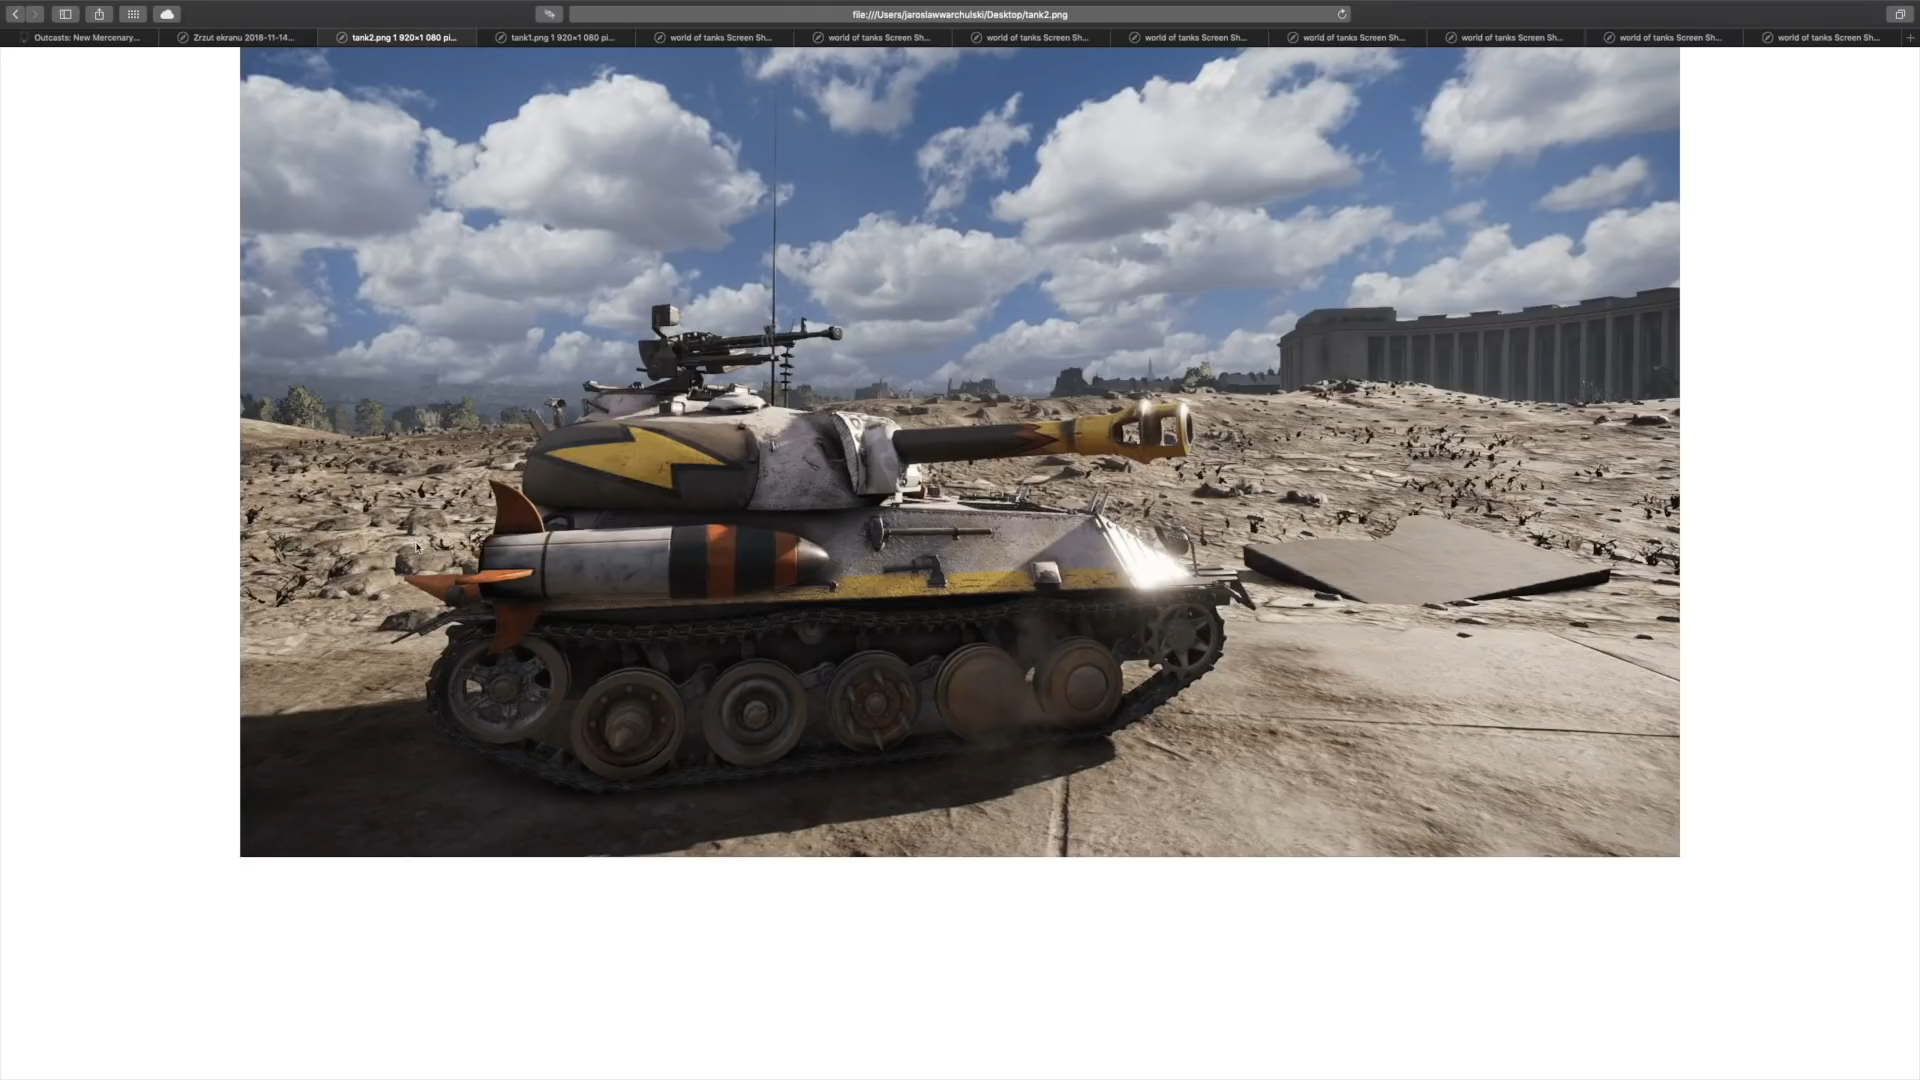 file:///Users/jaroslawwarchulski/Desktop/tank2.png
Outcasts: New Mercenary...
Zrzut ekranu 2018-11-14...
tank2.png 1 920×1 080 pi...
tank1.png 1 920×1 080 pi...
world of tanks Screen Sh...
world of tanks Screen Sh...
world of tanks Screen Sh...
world of tanks Screen Sh...
world of tanks Screen Sh...
world of tanks Screen Sh...
world of tanks Screen Sh...
world of tanks Screen Sh...